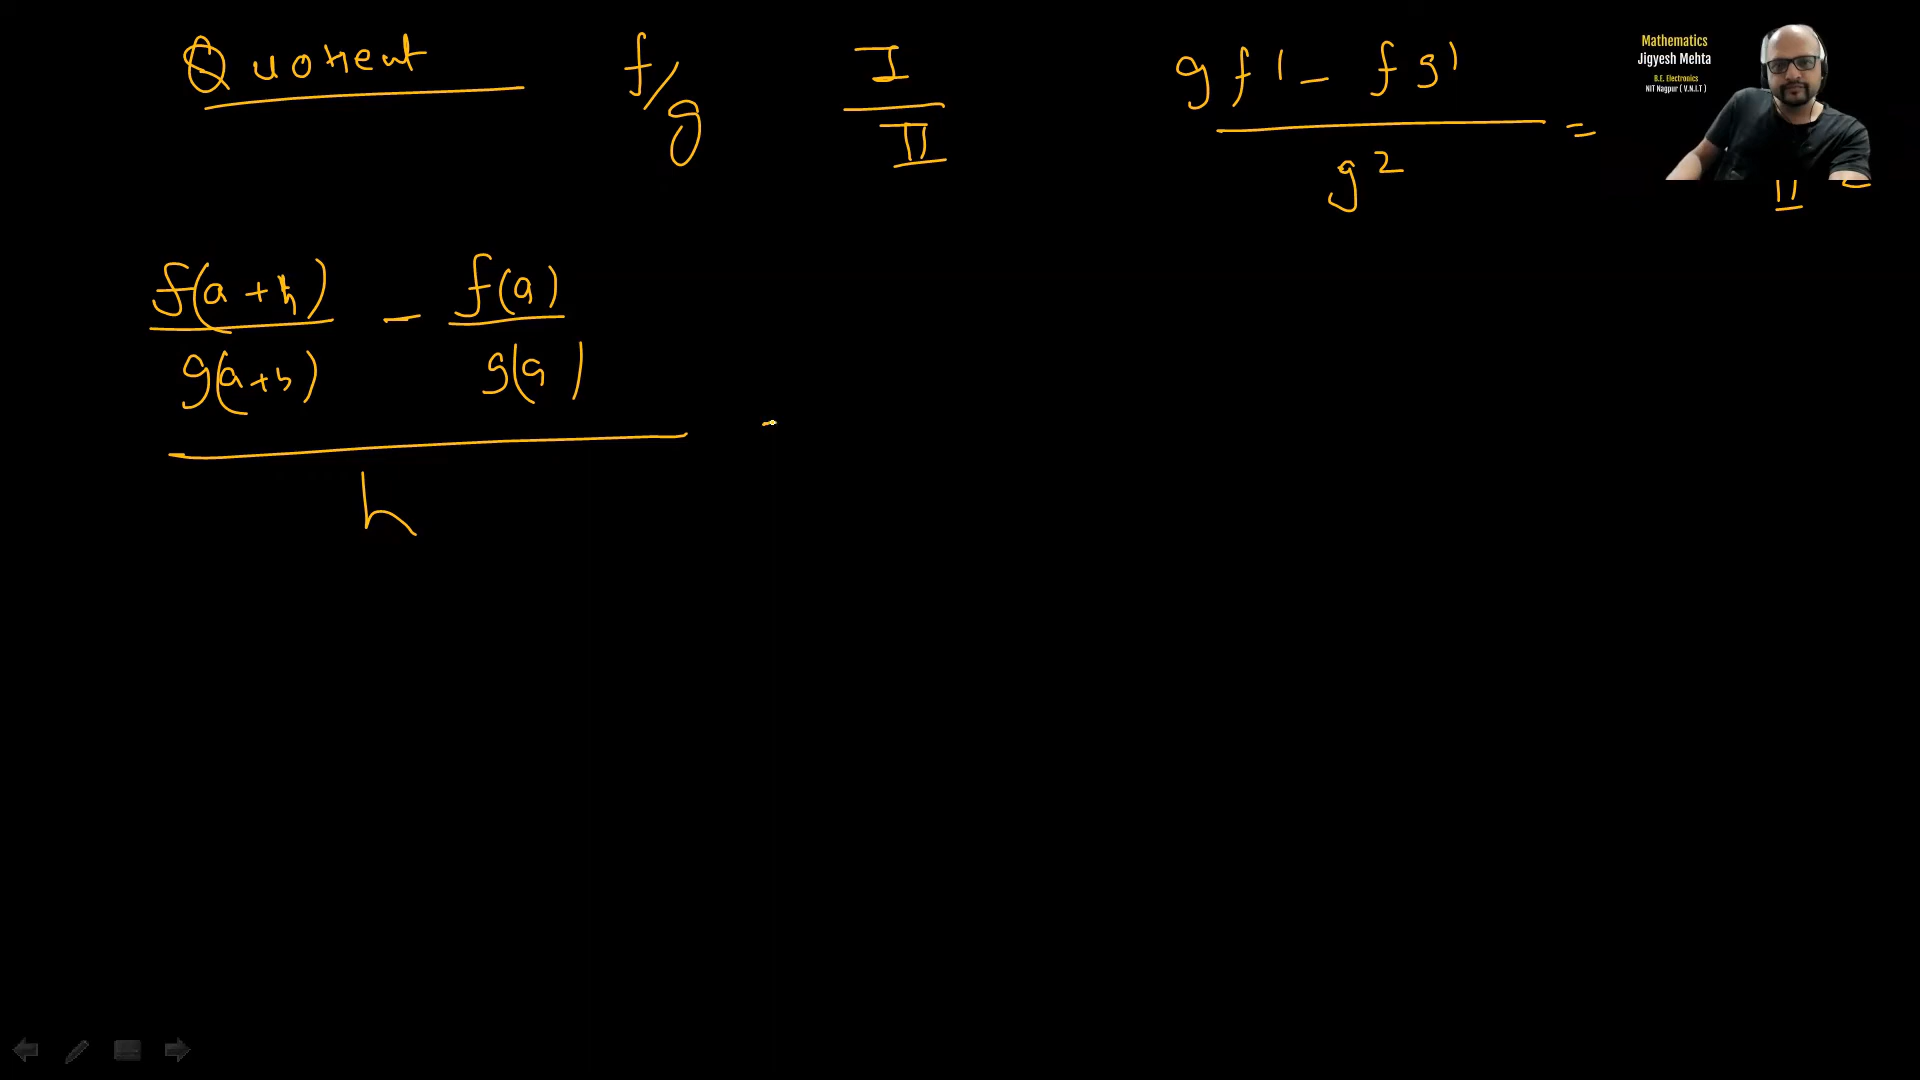 Quotient f/g I/II (gf' - fg')/g² =
Mathematics
Jigyesh Mehta
B.E. Electronics
NIT Nagpur ( V.N.I.T )
II
f(a+h)/g(a+h) - f(a)/g(a)
h